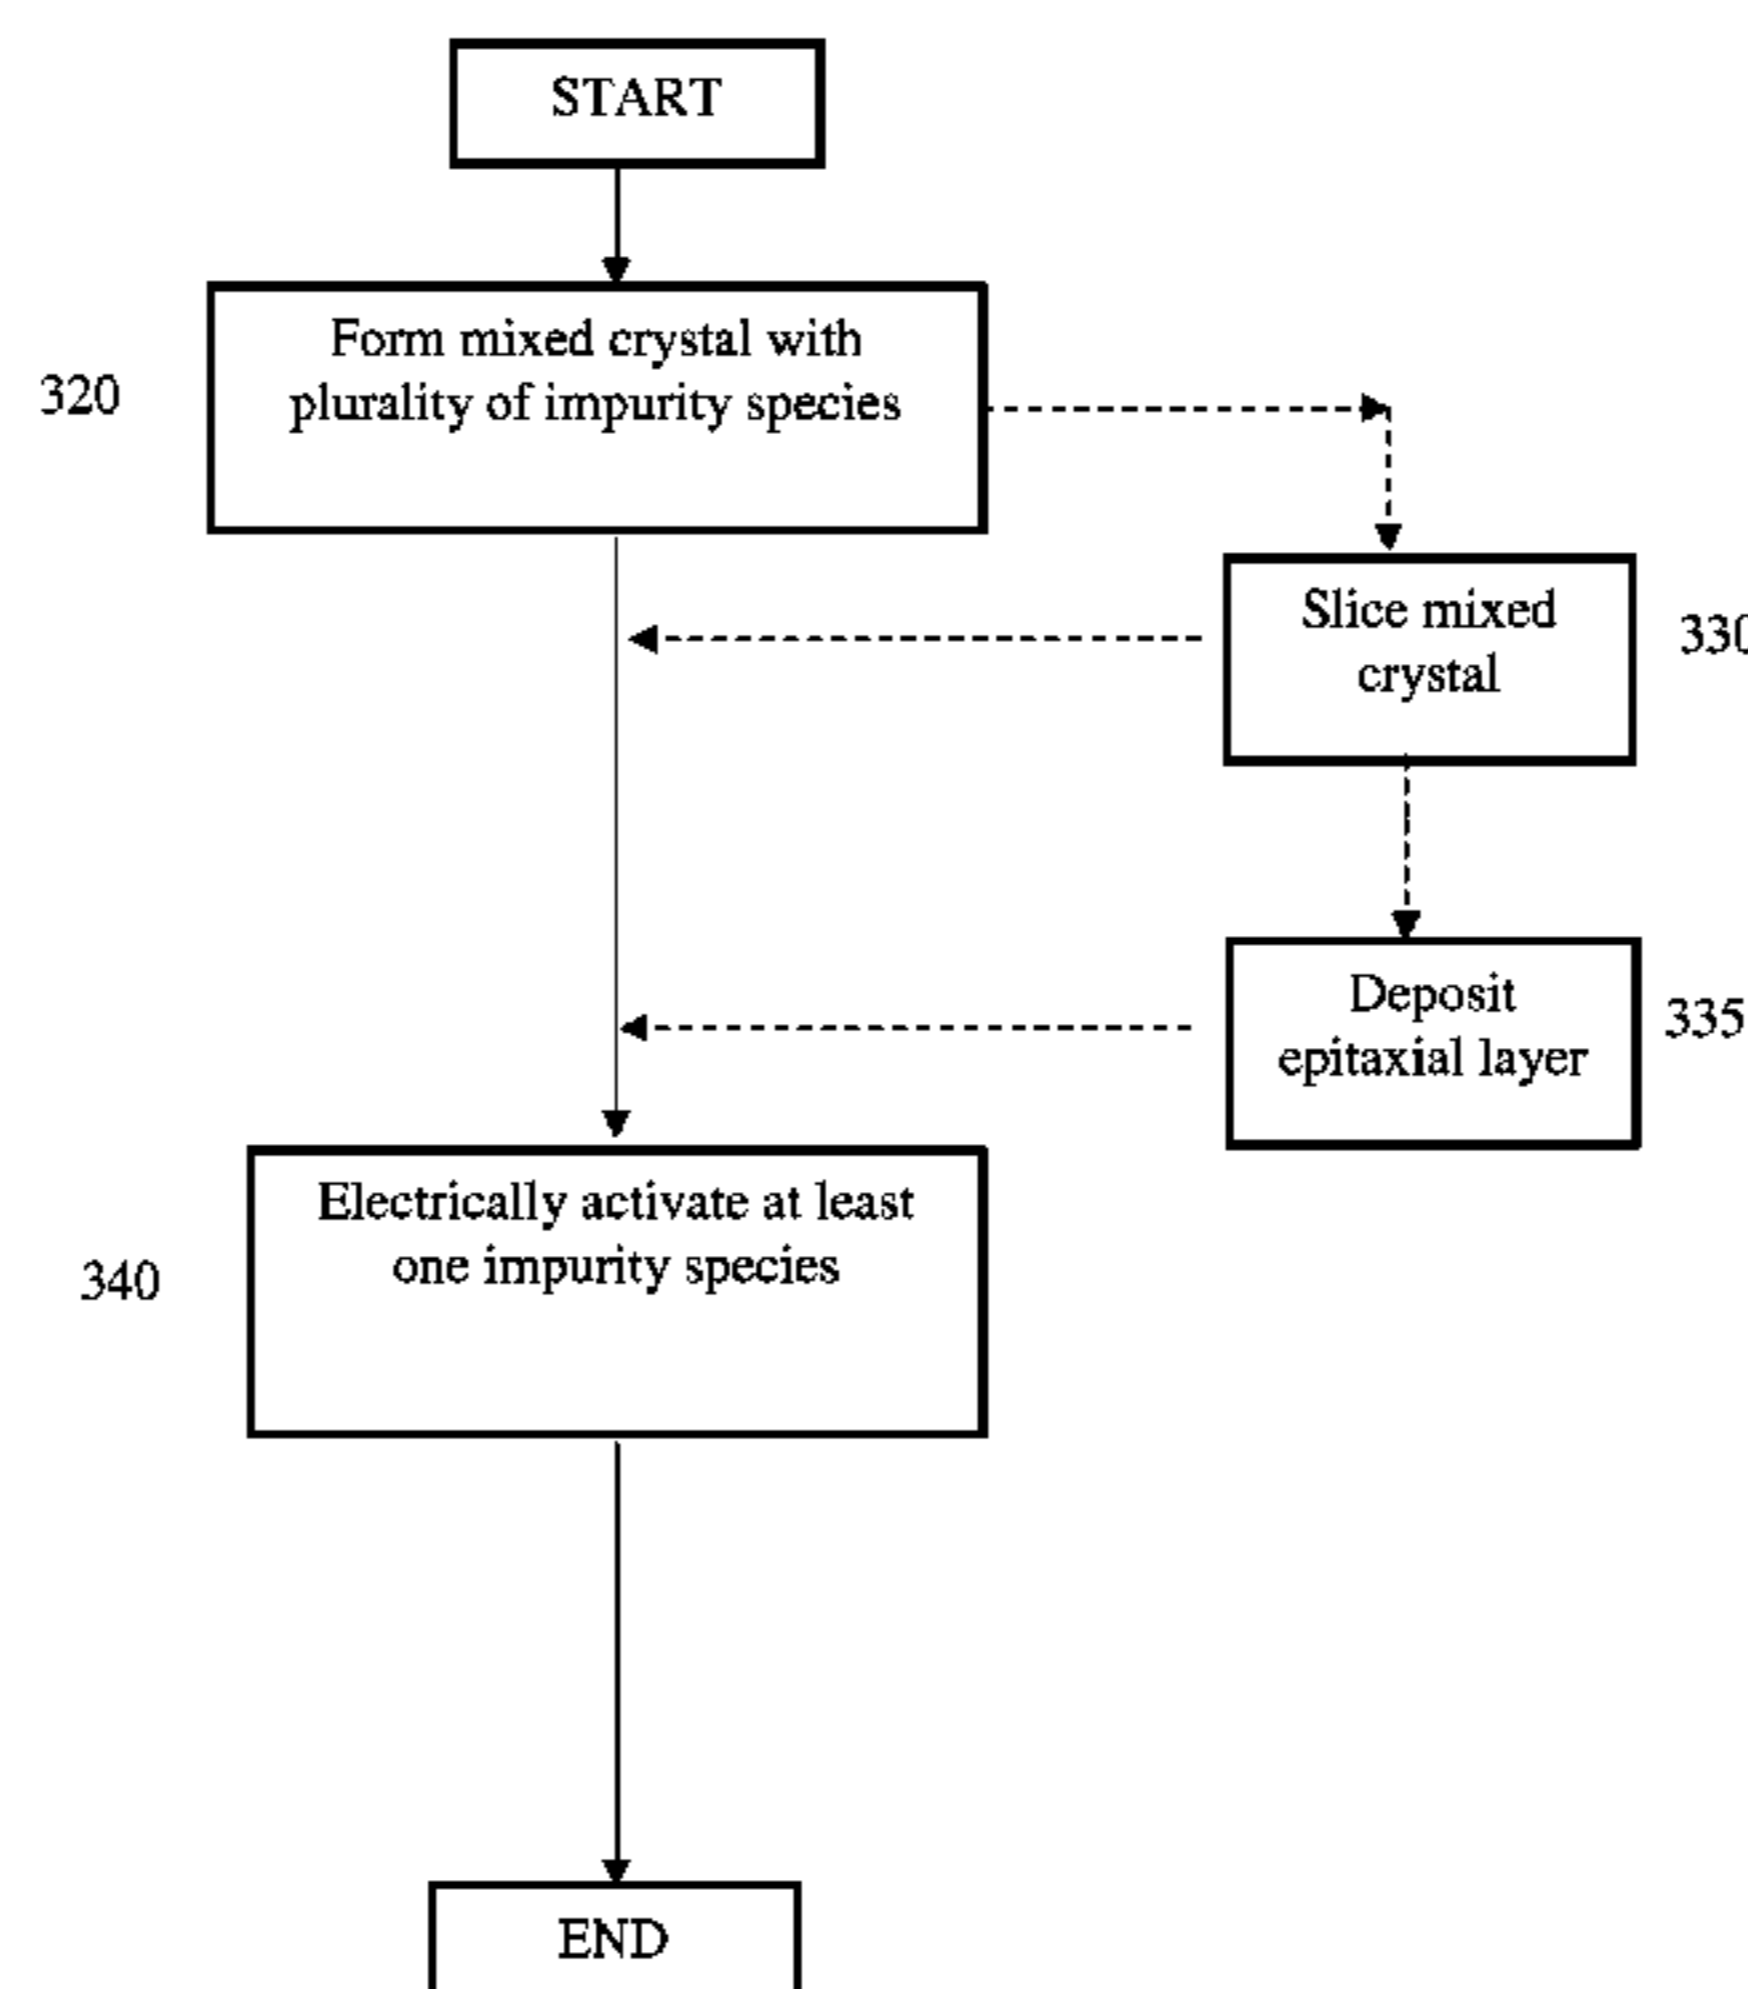 START
Form mixed crystal with
plurality of impurity species
320
Slice mixed
crystal
330
Deposit
epitaxial layer
335
Electrically activate at least
one impurity species
340
END